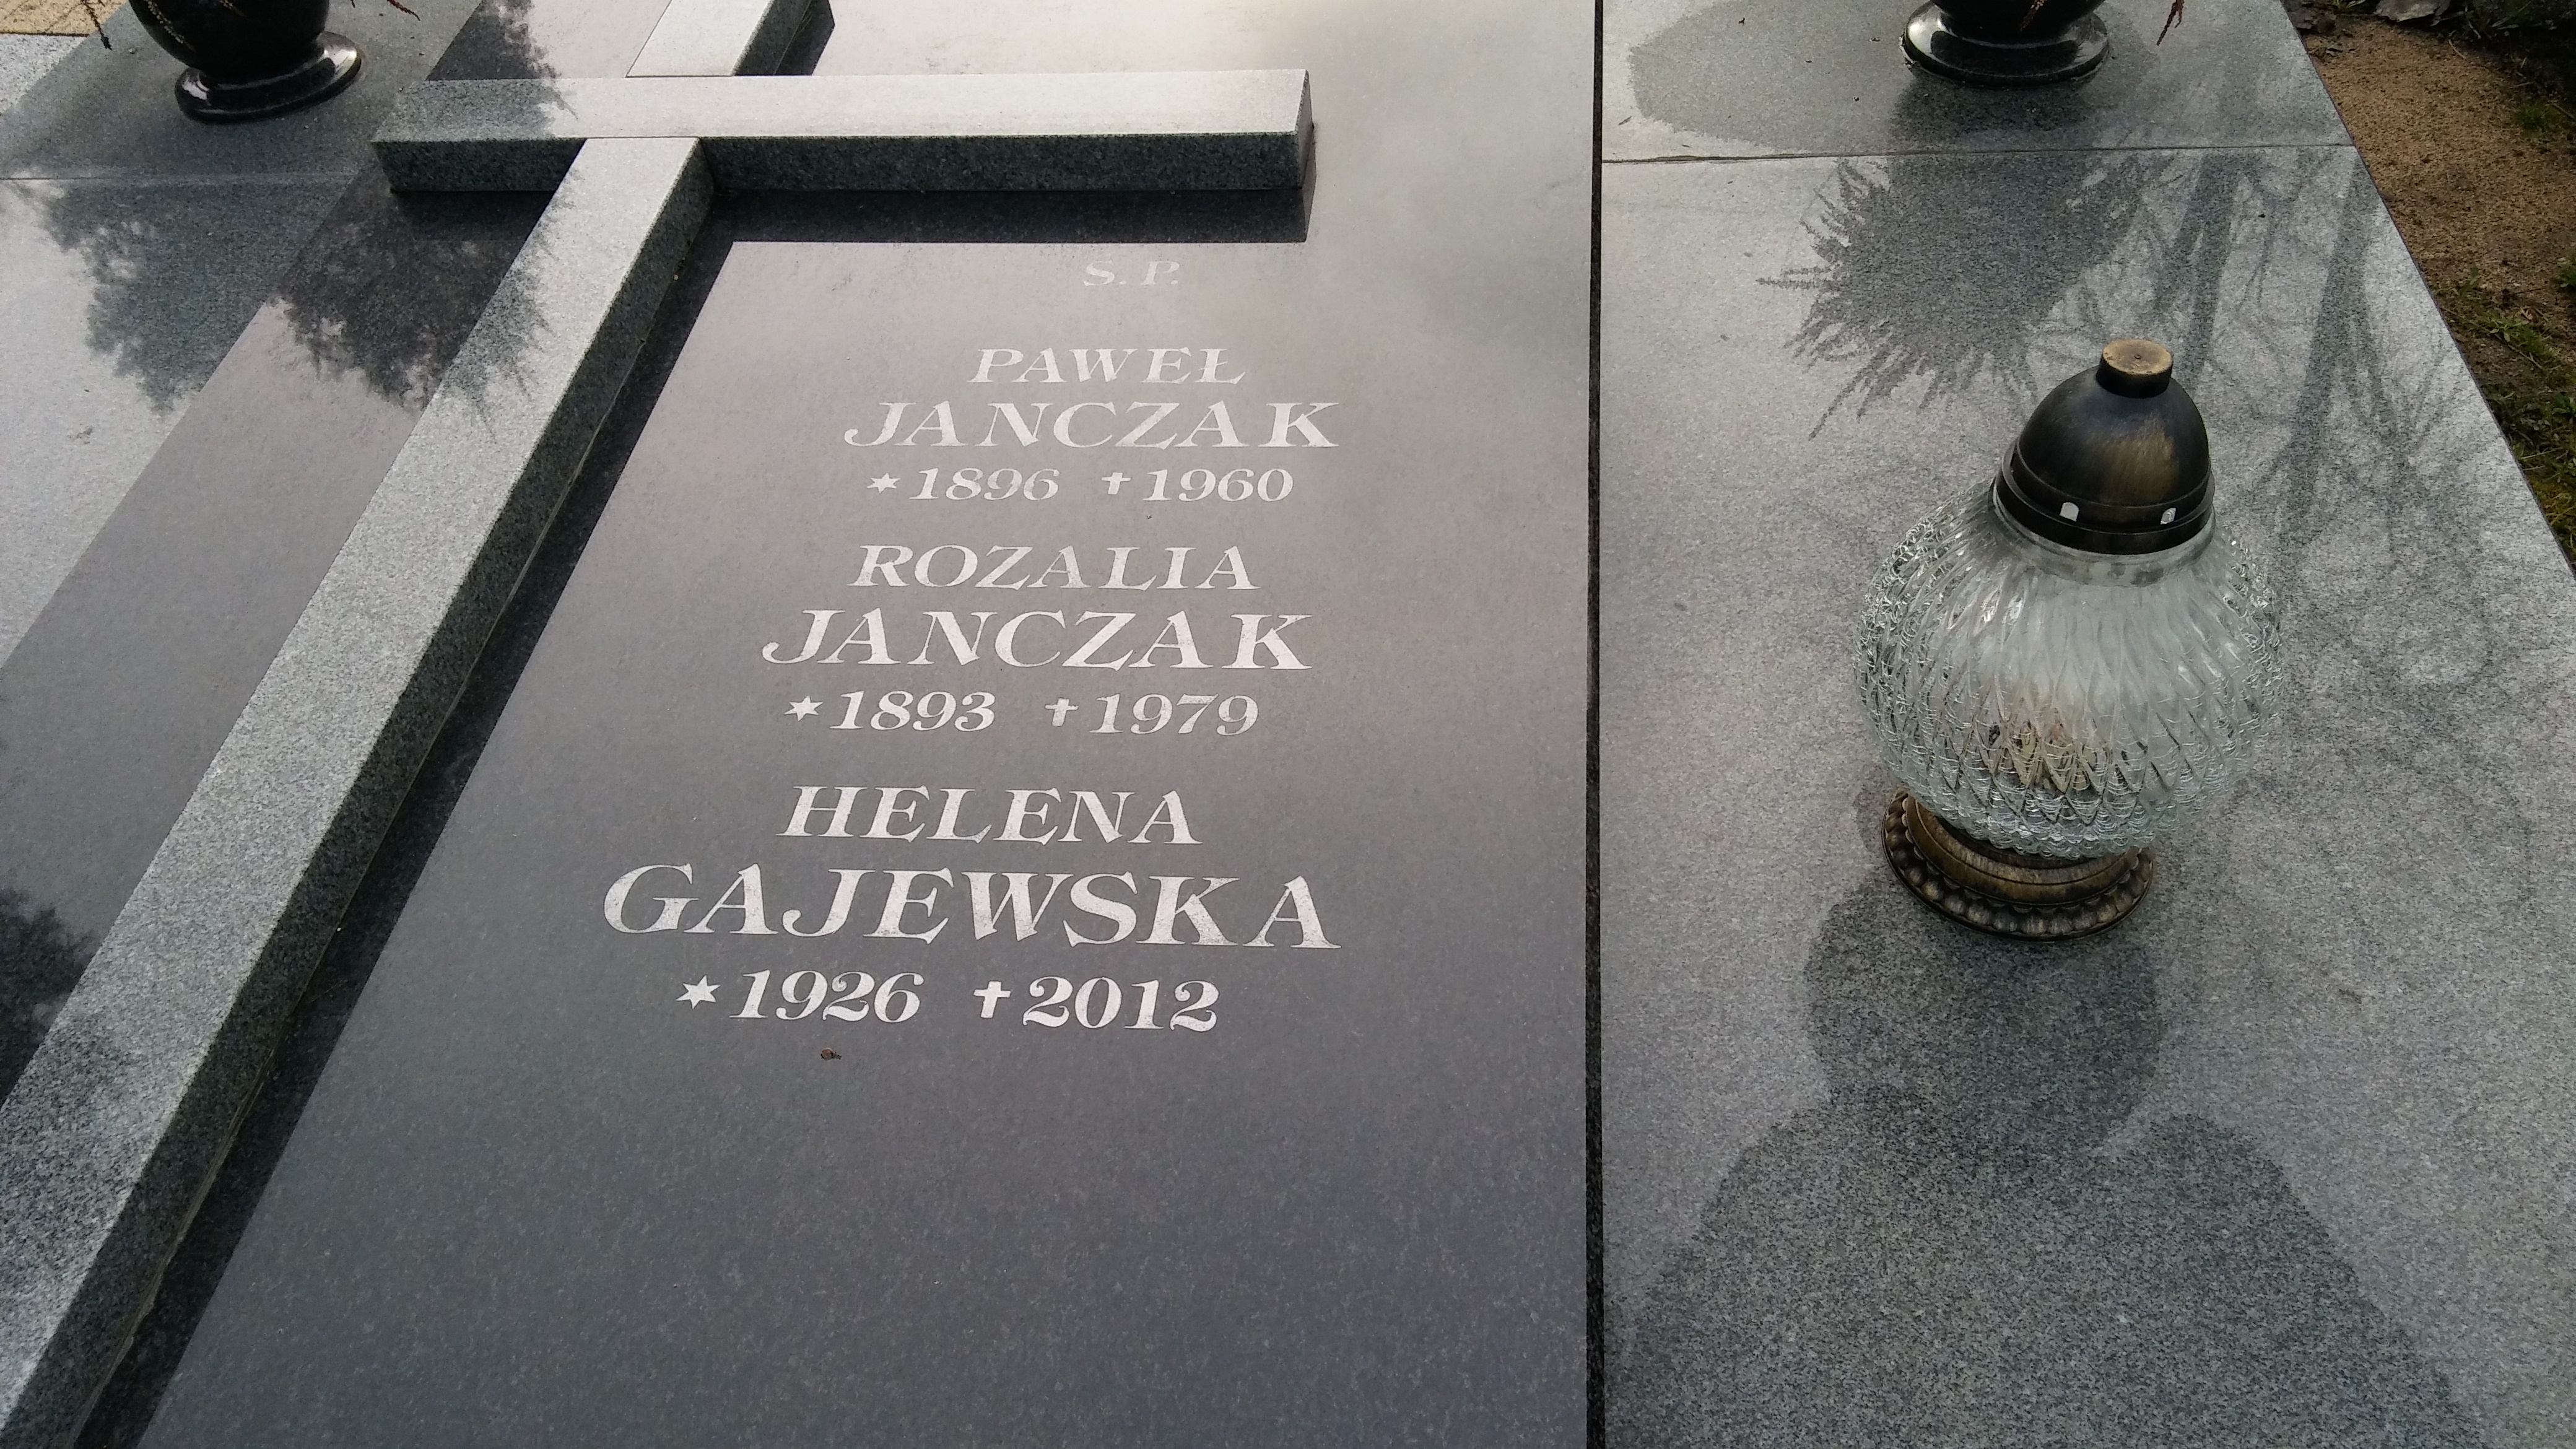 S.P.
PAWEŁ
JANCZAK
✶1896 ✝1960
ROZALIA
JANCZAK
✶1893 ✝1979
HELENA
GAJEWSKA
✶1926 ✝2012